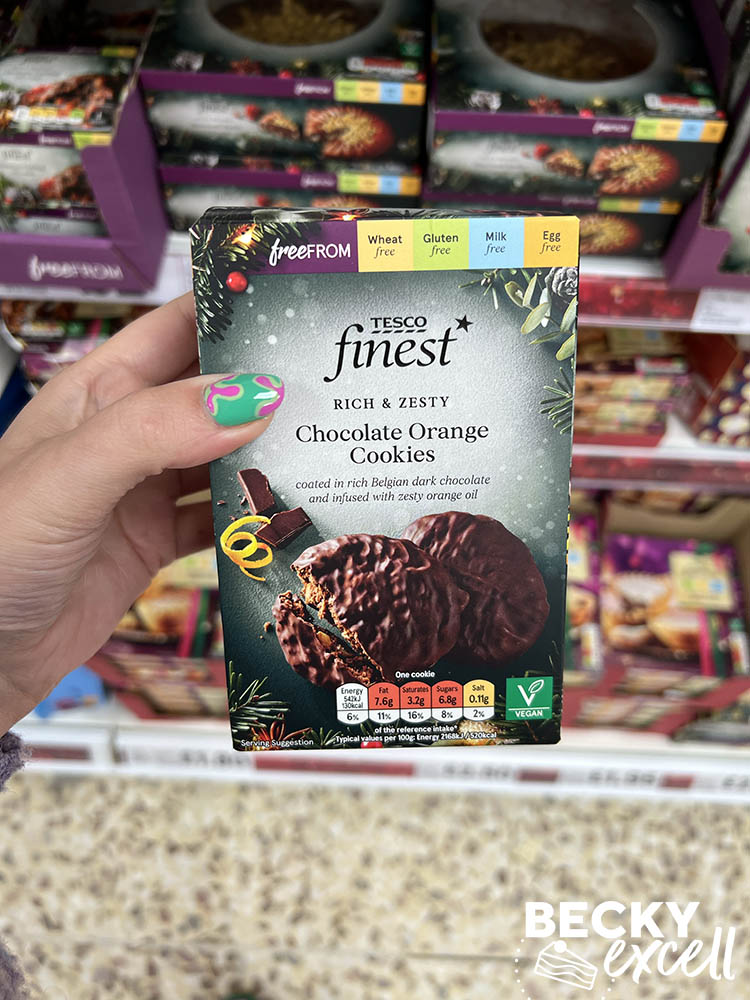 freeFROM
freeFROM Wheat free Gluten free Milk free Egg free
TESCO
finest*
RICH & ZESTY
Chocolate Orange
Cookies
coated in rich Belgian dark chocolate
and infused with zesty orange oil
One cookie
Energy Fat Saturates Sugars Salt
542kJ 7.6g 3.2g 6.8g 0.11g
130kcal
6% 11% 16% 8% 2%
of the reference intake*
Typical values per 100g: Energy 2168kJ / 520kcal
Serving Suggestion
V
VEGAN
BECKY
excell